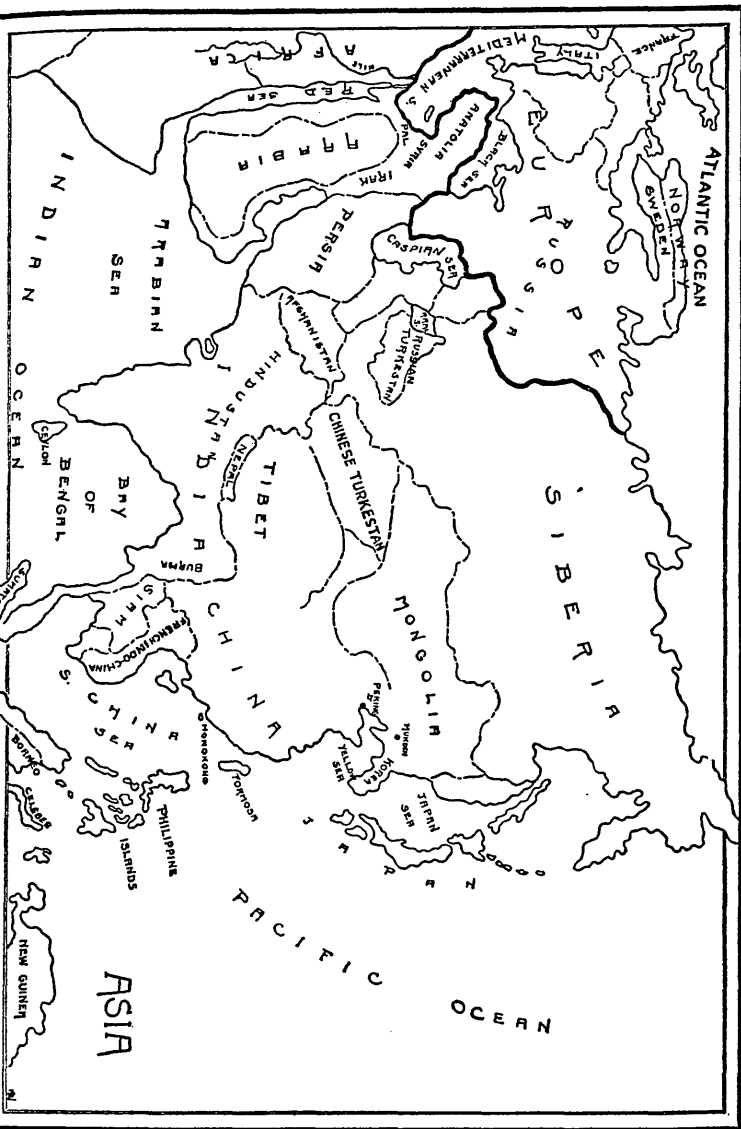 ATLANTIC OCEAN
NORWAY
SWEDEN
FRANCE
ITALY
MEDITERRANEAN S.
EUROPE
RUSSIA
BLACK SEA
ANATOLIA
SYRIA
PAL
IRAK
AFRICA
NILE
RED SEA
ARABIA
PERSIA
CASPIAN SEA
ARAL S.
RUSSIAN TURKESTAN
AFGHANISTAN
SIBERIA
CHINESE TURKESTAN
MONGOLIA
TIBET
NEPAL
HINDUSTAN
INDIA
BURMA
CHINA
PEKING
MUKDEN
KOREA
YELLOW SEA
JAPAN SEA
JAPAN
ARABIAN SEA
INDIAN OCEAN
CEYLON
BAY OF BENGAL
SIAM
FRENCH INDO-CHINA
S. CHINA SEA
HONGKONG
FORMOSA
PHILIPPINE ISLANDS
BORNEO
CELEBES
NEW GUINEA
PACIFIC OCEAN
ASIA